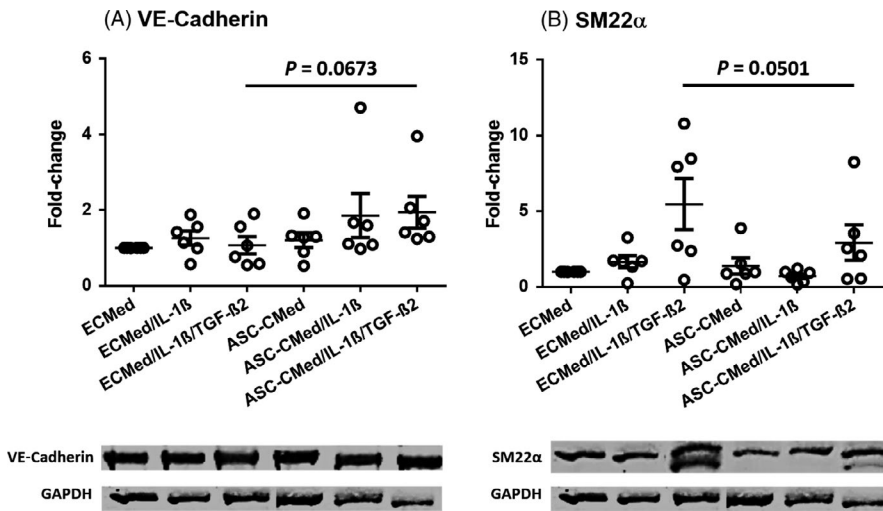 (A) VE-Cadherin
6
4
2
0
Fold-change
P = 0.0673
ECMed
ECMed/IL-1ß
ECMed/IL-1ß/TGF-ß2
ASC-CMed
ASC-CMed/IL-1ß
ASC-CMed/IL-1ß/TGF-ß2
VE-Cadherin
GAPDH
(B) SM22α
15
10
5
0
Fold-change
P = 0.0501
ECMed
ECMed/IL-1ß
ECMed/IL-1ß/TGF-ß2
ASC-CMed
ASC-CMed/IL-1ß
ASC-CMed/IL-1ß/TGF-ß2
SM22α
GAPDH